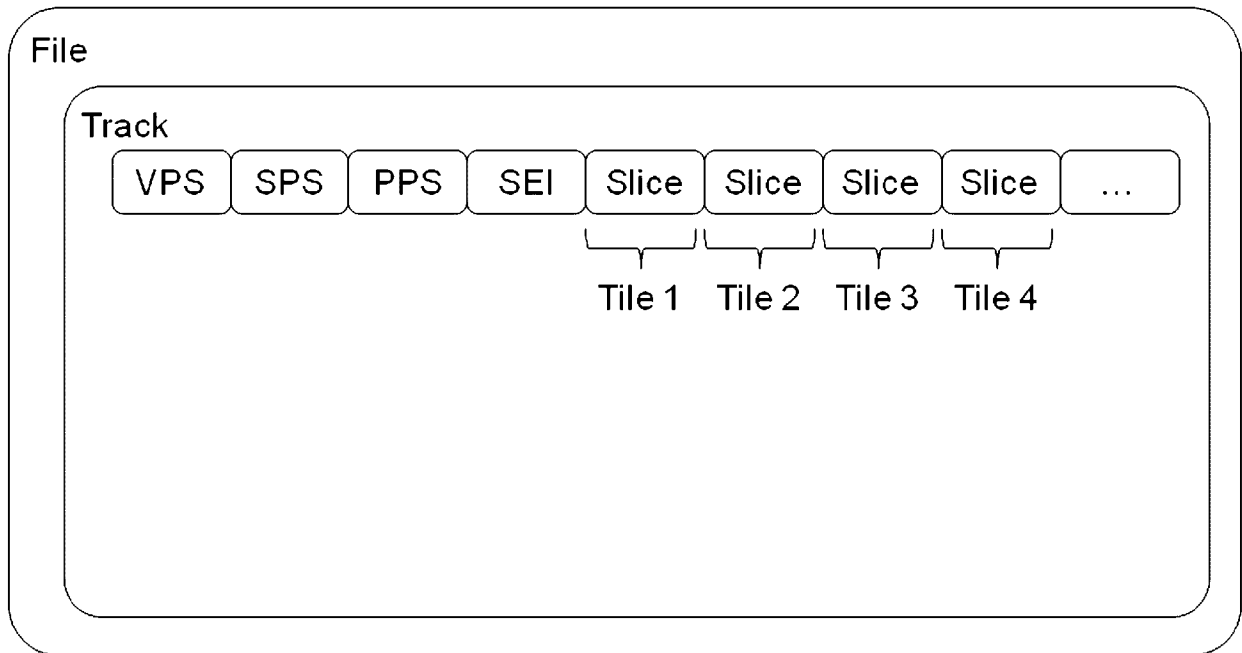 File
Track
VPS SPS PPS SEI Slice Slice Slice Slice ...
Tile 1 Tile 2 Tile 3 Tile 4